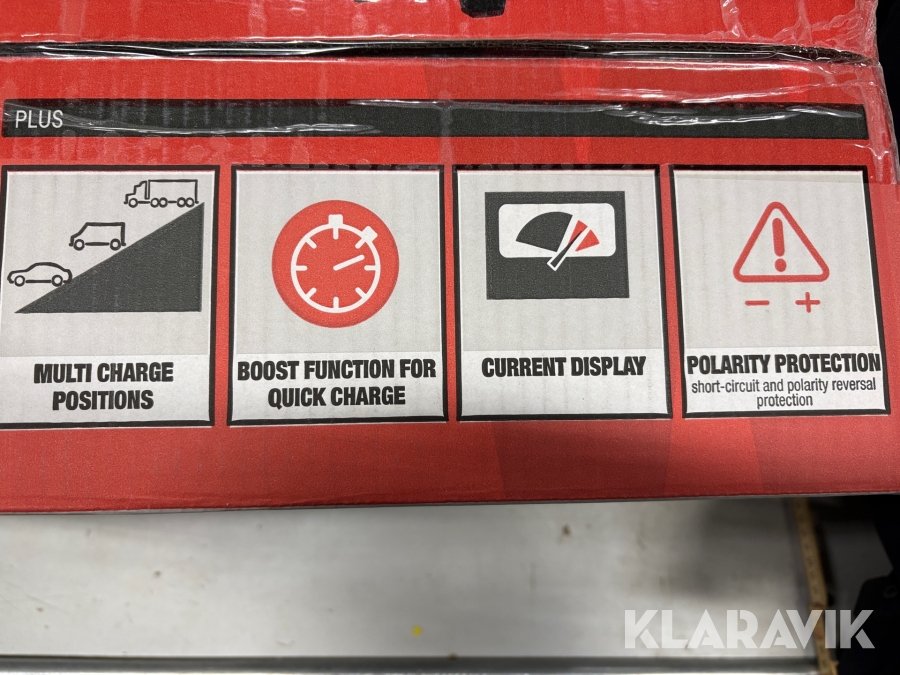 PLUS
MULTI CHARGE
POSITIONS
BOOST FUNCTION FOR
QUICK CHARGE
CURRENT DISPLAY
POLARITY PROTECTION
short-circuit and polarity reversal
protection
KLARAVIK